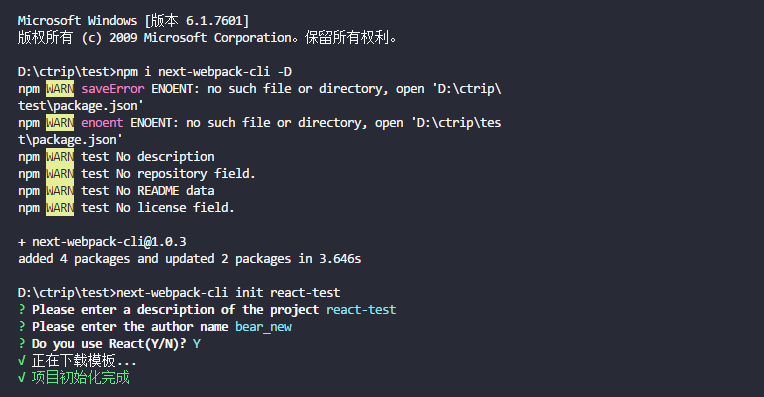 Microsoft Windows [版本 6.1.7601]
版权所有 (c) 2009 Microsoft Corporation。保留所有权利。
D:\ctrip\test>npm i next-webpack-cli -D
npm WARN saveError ENOENT: no such file or directory, open 'D:\ctrip\
test\package.json'
npm WARN enoent ENOENT: no such file or directory, open 'D:\ctrip\tes
t\package.json'
npm WARN test No description
npm WARN test No repository field.
npm WARN test No README data
npm WARN test No license field.
+ next-webpack-cli@1.0.3
added 4 packages and updated 2 packages in 3.646s
D:\ctrip\test>next-webpack-cli init react-test
? Please enter a description of the project react-test
? Please enter the author name bear_new
? Do you use React(Y/N)? Y
√ 正在下载模板...
√ 项目初始化完成